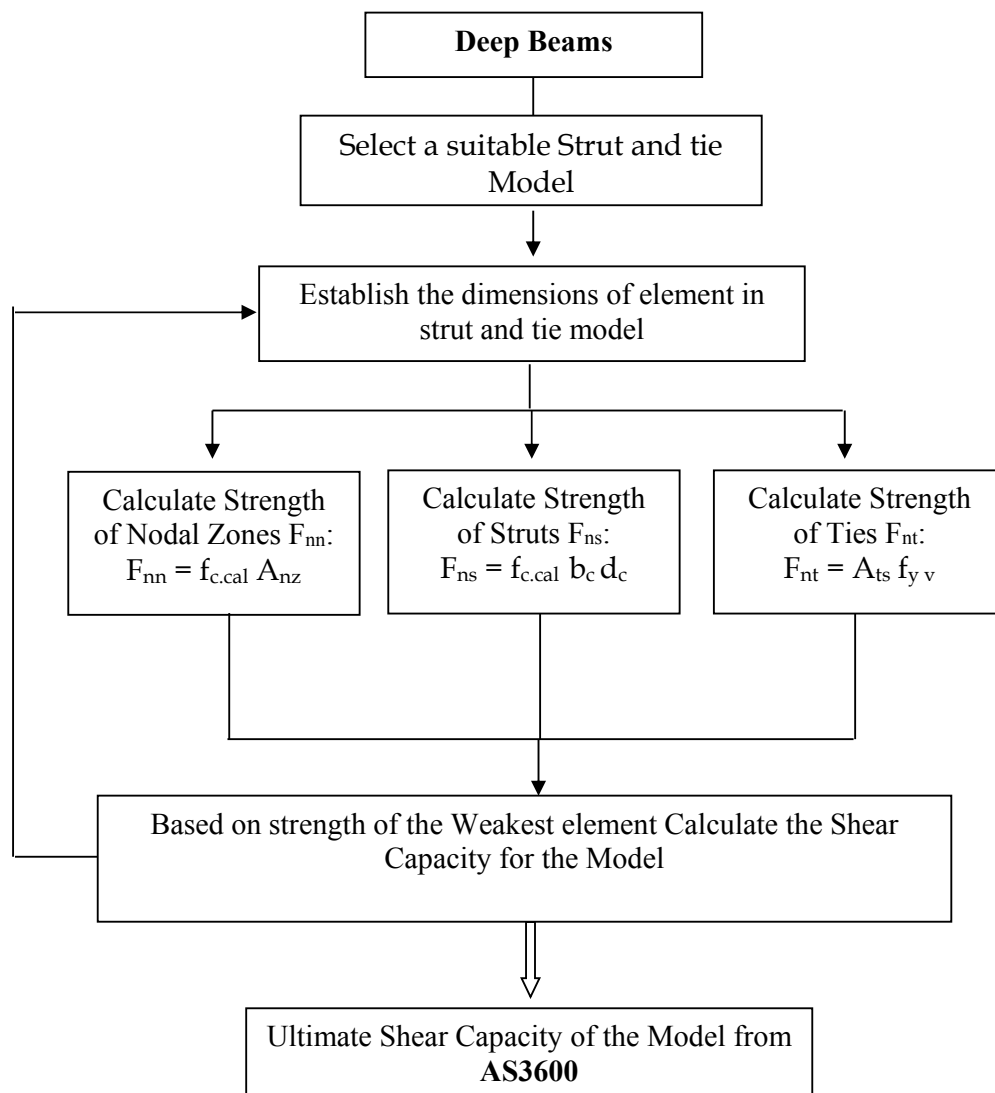 Deep Beams
Select a suitable Strut and tie
Model
Establish the dimensions of element in
strut and tie model
Calculate Strength
of Nodal Zones Fnn:
Fnn = fc.cal Anz
Calculate Strength
of Struts Fns:
Fns = fc.cal bc dc
Calculate Strength
of Ties Fnt:
Fnt = Ats fy v
Based on strength of the Weakest element Calculate the Shear
Capacity for the Model
Ultimate Shear Capacity of the Model from
AS3600